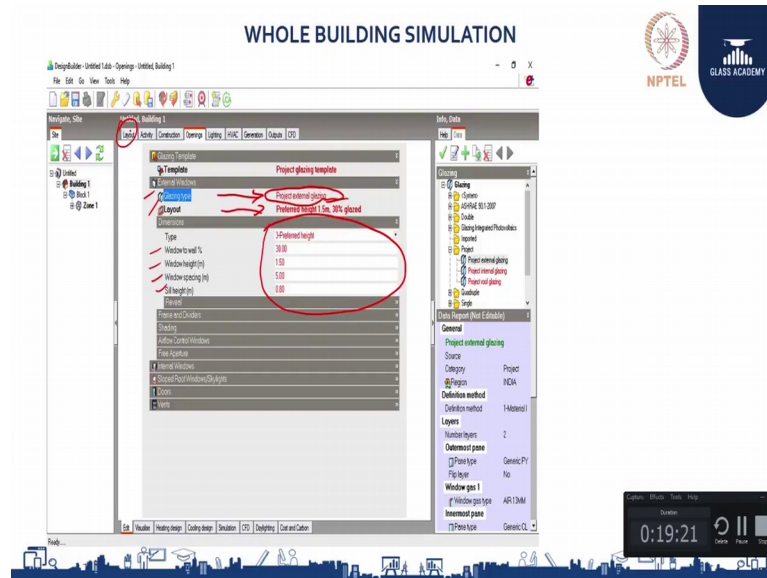 WHOLE BUILDING SIMULATION
NPTEL
GLASS ACADEMY
DesignBuilder - Untitled 1.dsb - Openings - Untitled, Building 1
File Edit Go View Tools Help
Navigate, Site
Untitled, Building 1
Info, Data
Site
Layout Activity Construction Openings Lighting HVAC Generation Outputs CFD
Help Data
Untitled
Building 1
Block 1
Zone 1
Glazing Template
Template Project glazing template
External Windows
Glazing type Project external glazing
Layout Preferred height 1.5m, 30% glazed
Dimensions
Type 3-Preferred height
Window to wall % 30.00
Window height (m) 1.50
Window spacing (m) 5.00
Sill height (m) 0.80
Reveal
Frame and Dividers
Shading
Airflow Control Windows
Free Aperture
Internal Windows
Sloped Roof Windows/Skylights
Doors
Vents
Glazing
Glazing
<System>
ASHRAE 90.1-2007
Double
Glazing Integrated Photovoltaics
Imported
Project
Project external glazing
Project internal glazing
Project roof glazing
Quadruple
Single
Data Report (Not Editable)
General
Project external glazing
Source
Category Project
Region INDIA
Definition method
Definition method 1-Material l
Layers
Number layers 2
Outermost pane
Pane type Generic PY
Flip layer No
Window gas 1
Window gas type AIR 13MM
Innermost pane
Pane type Generic CL
Edit Visualise Heating design Cooling design Simulation CFD Daylighting Cost and Carbon
Ready
Capture Effects Tools Help
Duration
0:19:21
Delete Pause Stop